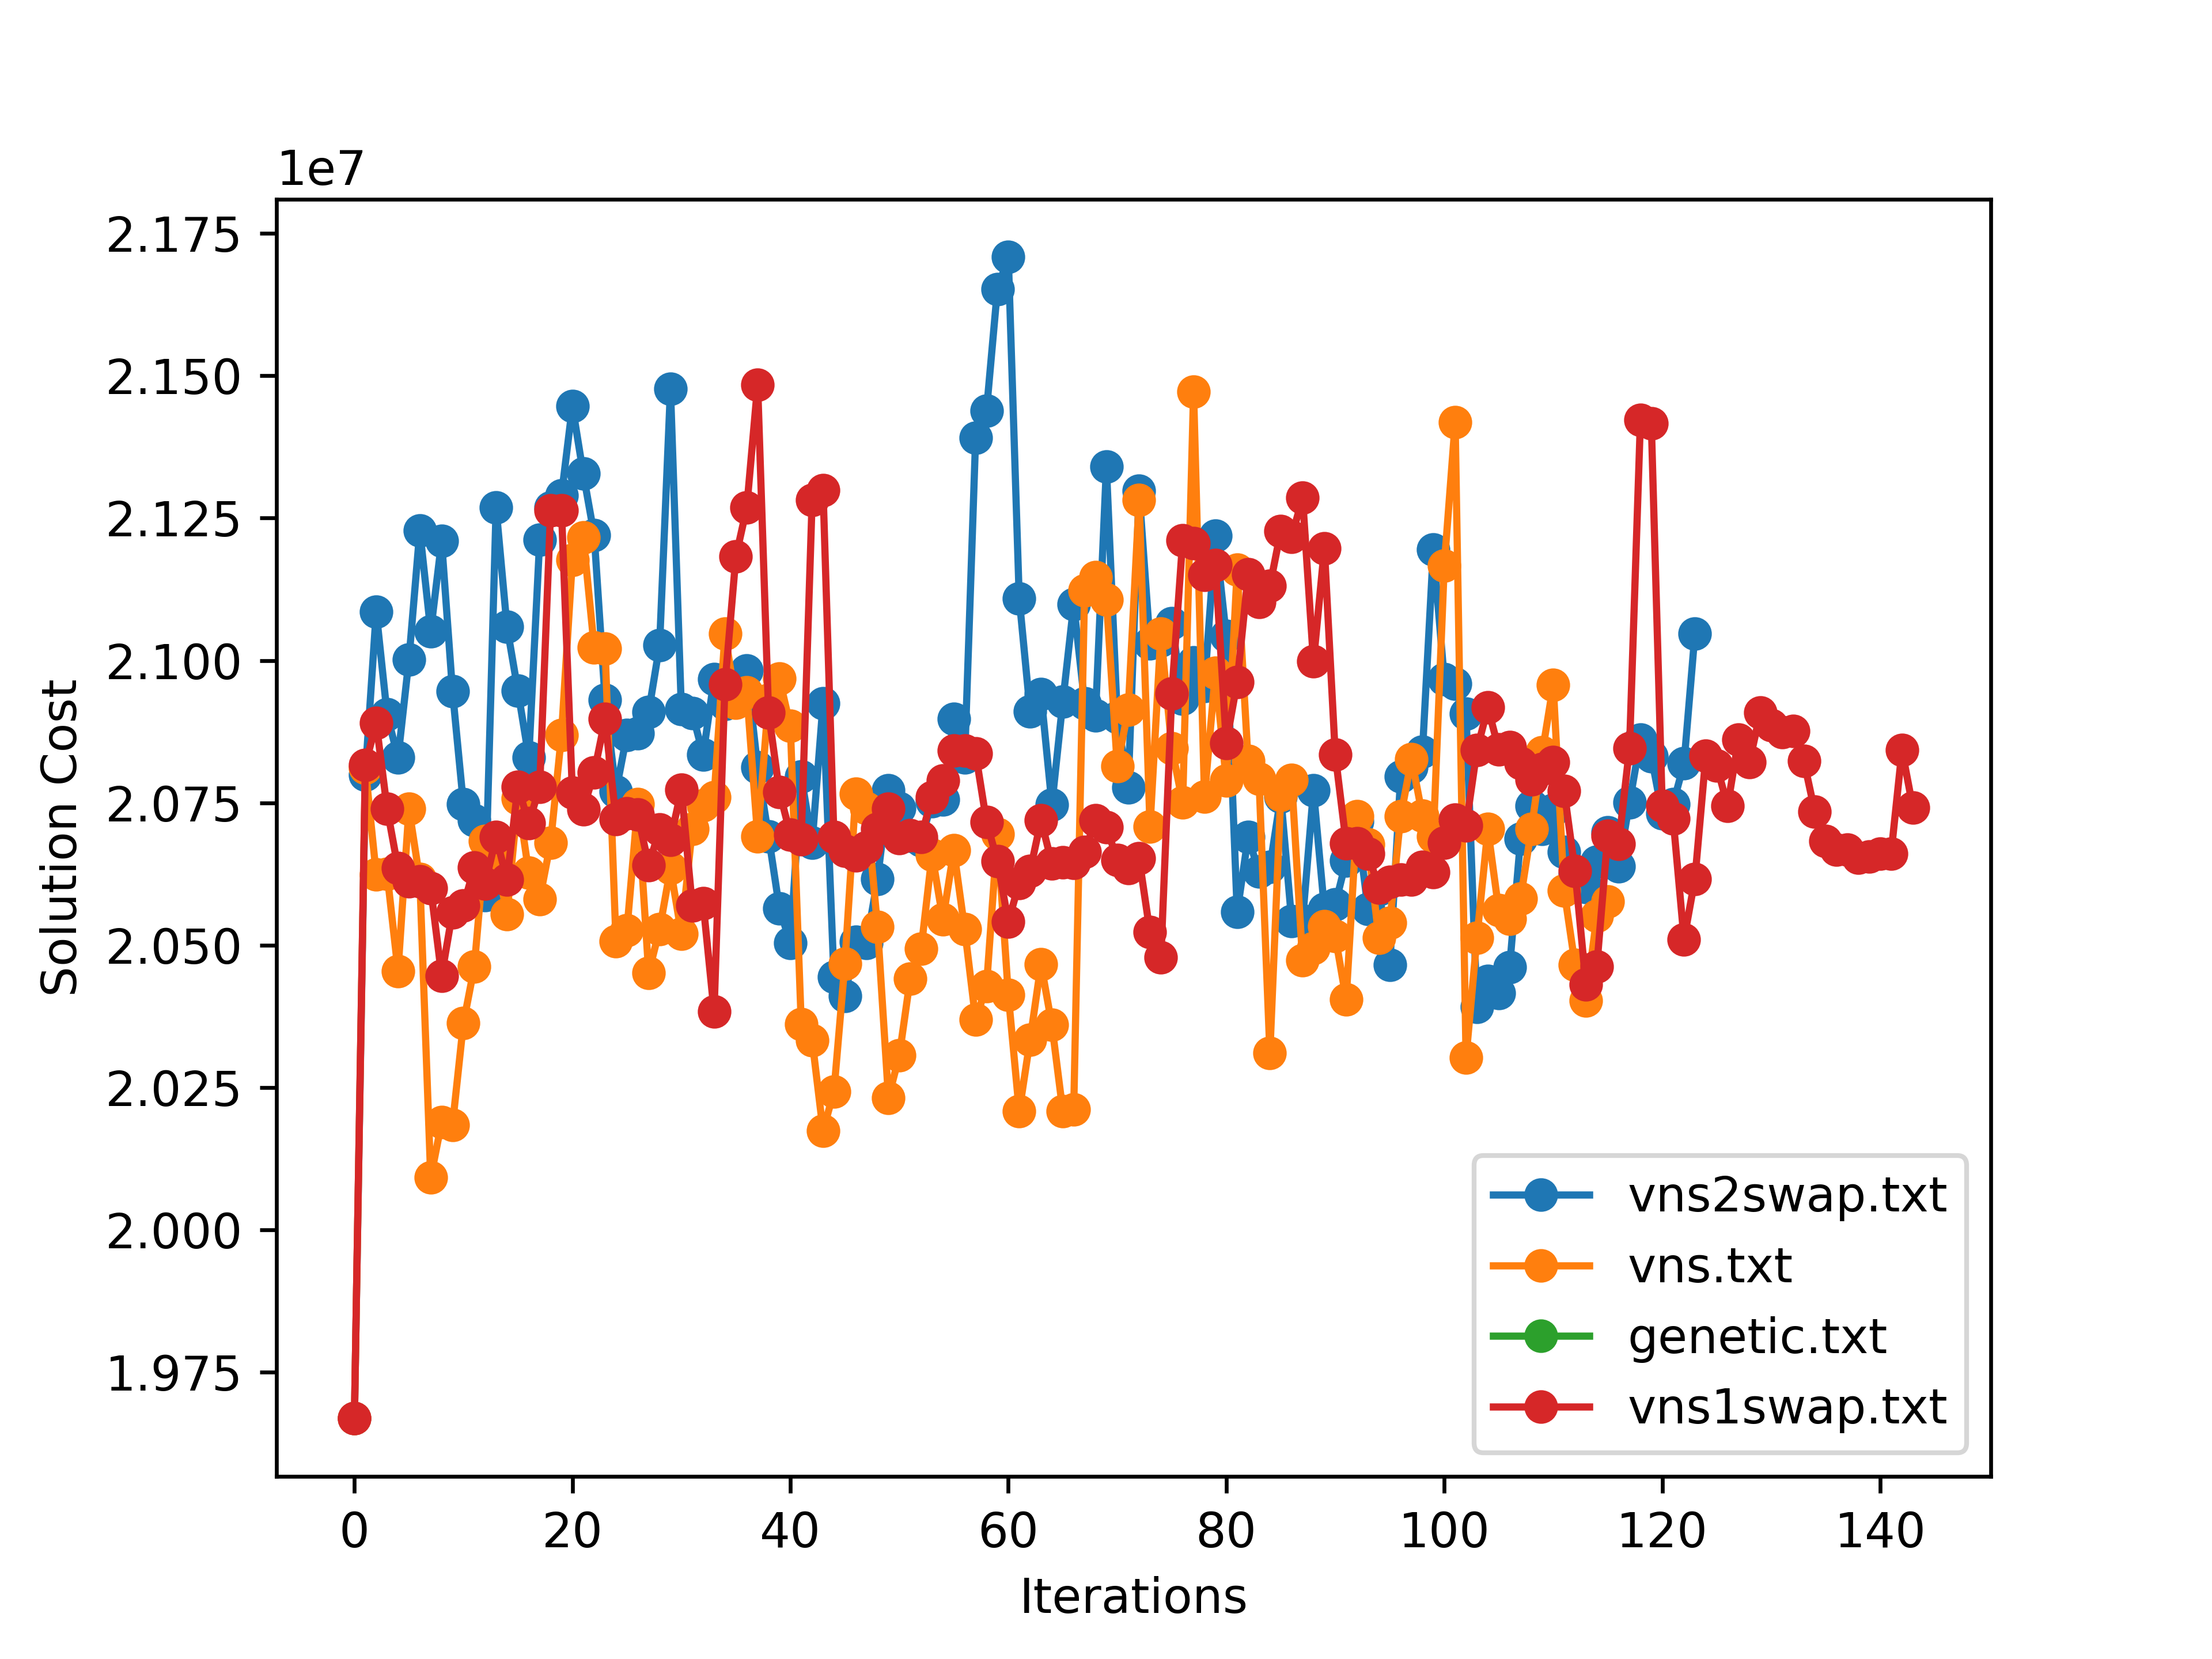 1e7
2.175
2.150
2.125
2.100
2.075
2.050
2.025
2.000
1.975
Solution Cost
0 20 40 60 80 100 120 140
Iterations
vns2swap.txt
vns.txt
genetic.txt
vns1swap.txt